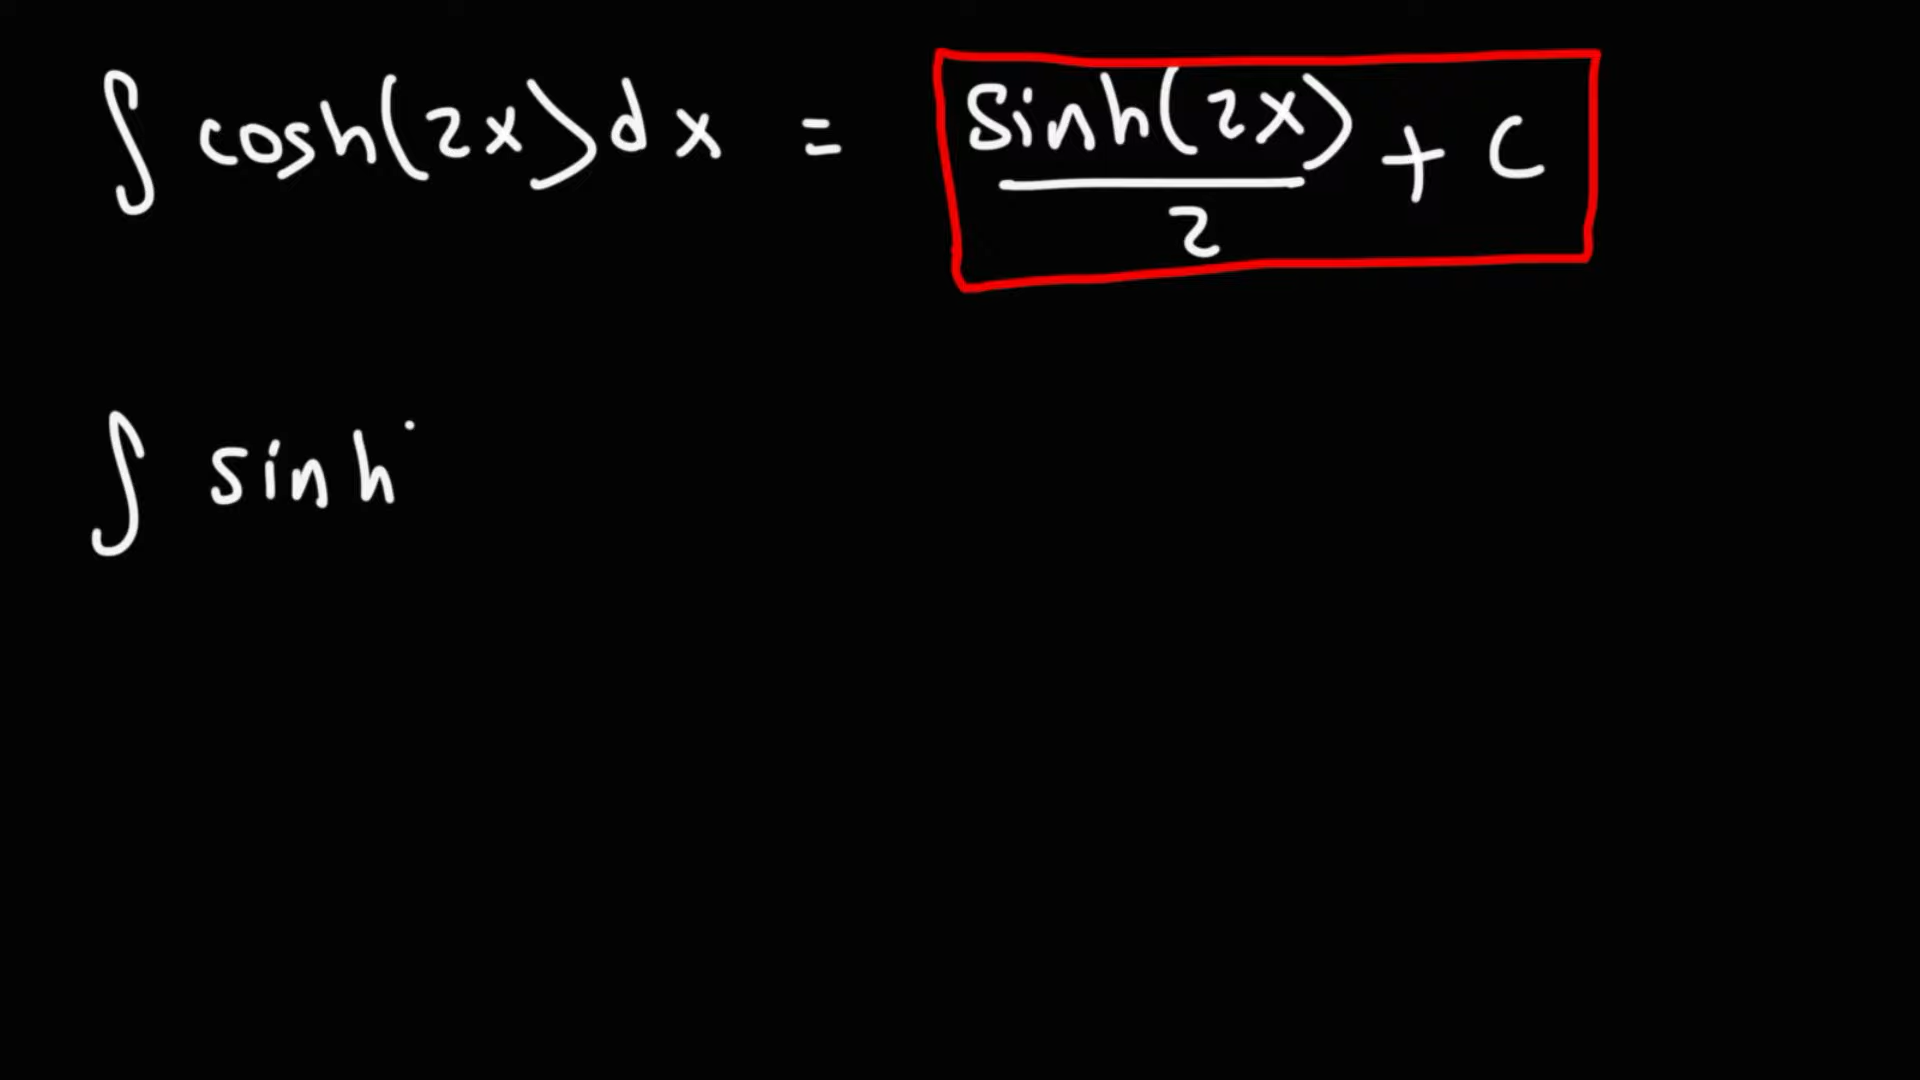 ∫ cosh(2x)dx = sinh(2x)/2 + C
∫ sinh